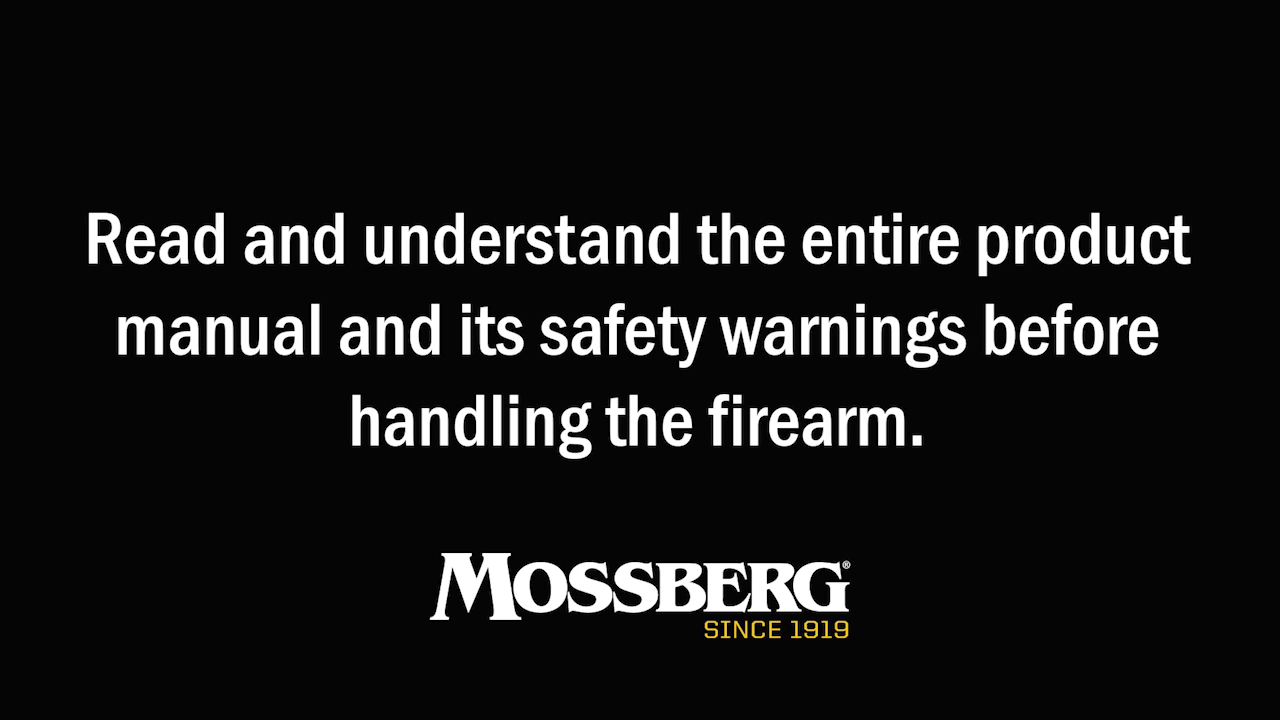 Read and understand the entire product
manual and its safety warnings before
handling the firearm.
MOSSBERG®
SINCE 1919